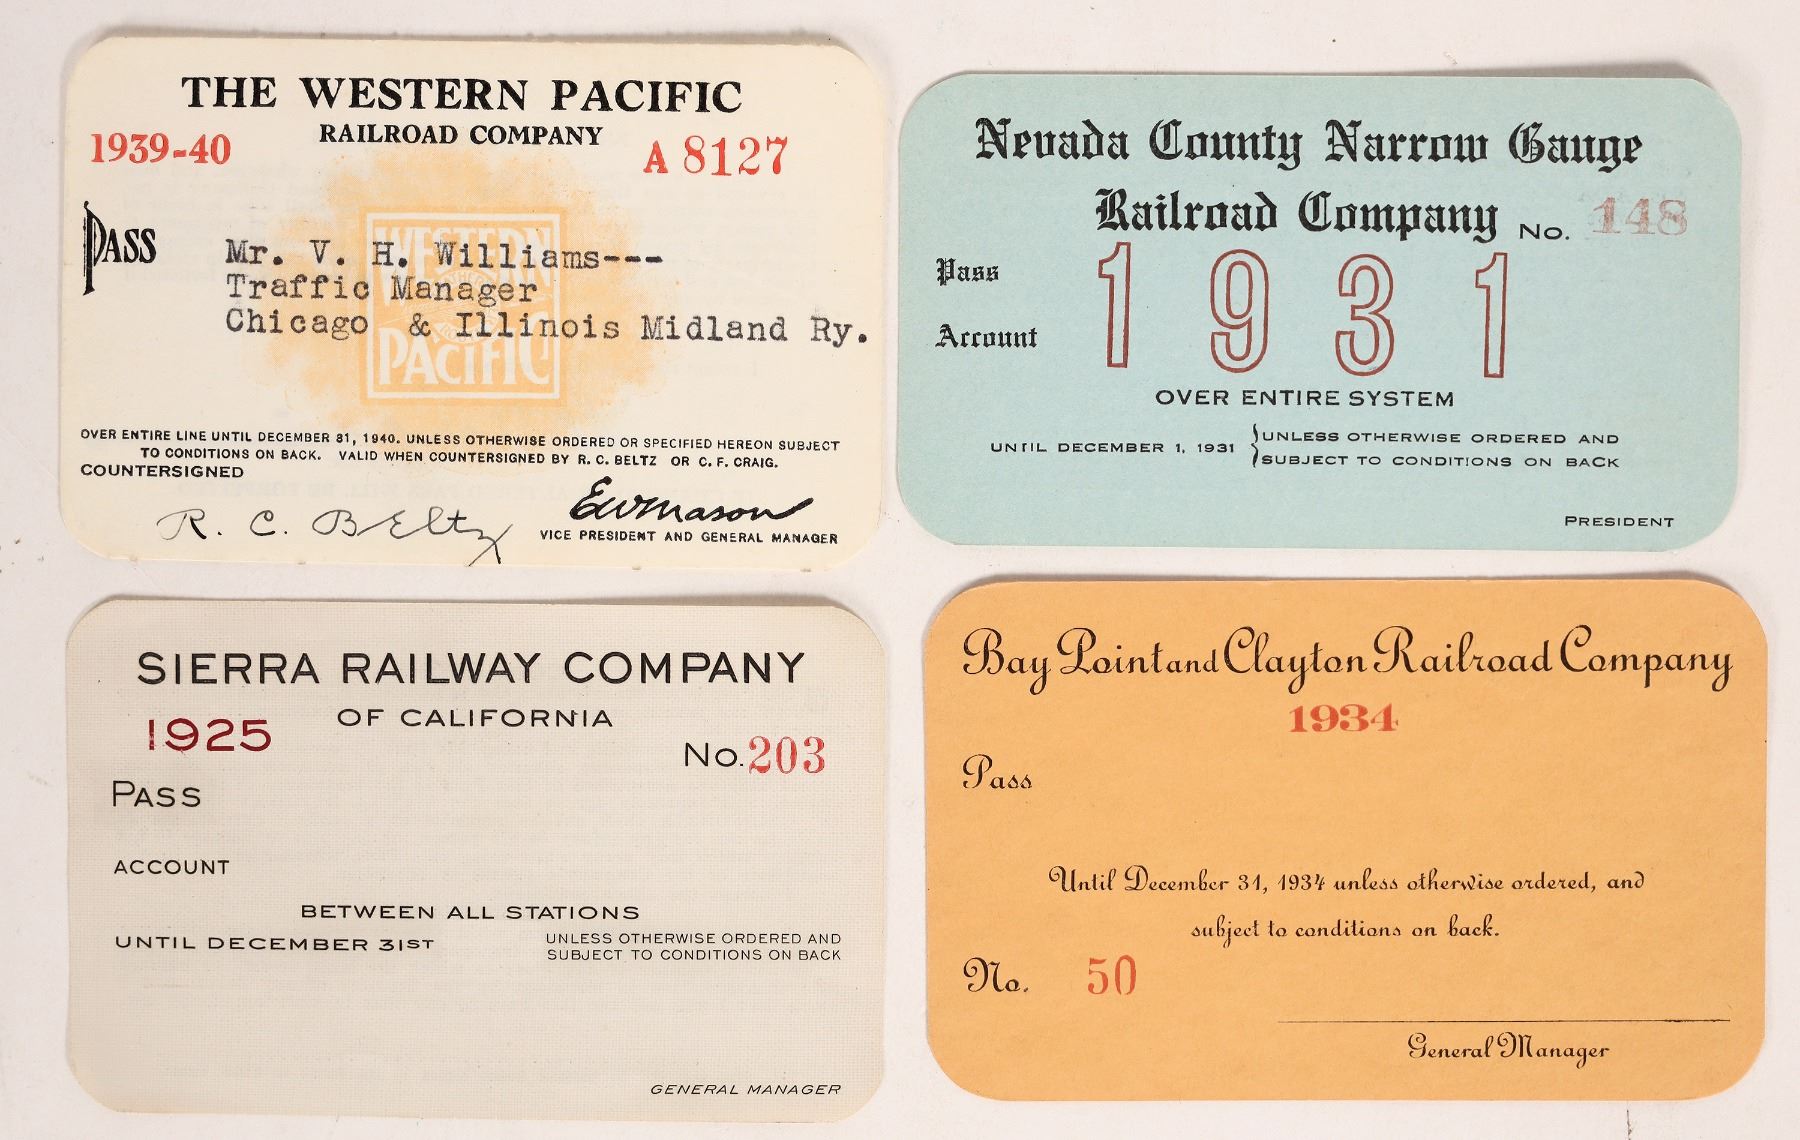 THE WESTERN PACIFIC
RAILROAD COMPANY
1939-40
A 8127
PASS
Mr. V. H. Williams---
Traffic Manager
Chicago & Illinois Midland Ry.
WESTERN
PACIFIC
OVER ENTIRE LINE UNTIL DECEMBER 31, 1940. UNLESS OTHERWISE ORDERED OR SPECIFIED HEREON SUBJECT
TO CONDITIONS ON BACK. VALID WHEN COUNTERSIGNED BY R. C. BELTZ OR C. F. CRAIG.
COUNTERSIGNED
R. C. Beltz
EWMason
VICE PRESIDENT AND GENERAL MANAGER
Nevada County Narrow Gauge
Railroad Company No. 148
Pass
1931
Account
OVER ENTIRE SYSTEM
UNTIL DECEMBER 1, 1931 } UNLESS OTHERWISE ORDERED AND
SUBJECT TO CONDITIONS ON BACK
PRESIDENT
SIERRA RAILWAY COMPANY
OF CALIFORNIA
1925
No. 203
PASS
ACCOUNT
BETWEEN ALL STATIONS
UNTIL DECEMBER 31ST
UNLESS OTHERWISE ORDERED AND
SUBJECT TO CONDITIONS ON BACK
GENERAL MANAGER
Bay Point and Clayton Railroad Company
1934
Pass
Until December 31, 1934 unless otherwise ordered, and
subject to conditions on back.
No. 50
General Manager